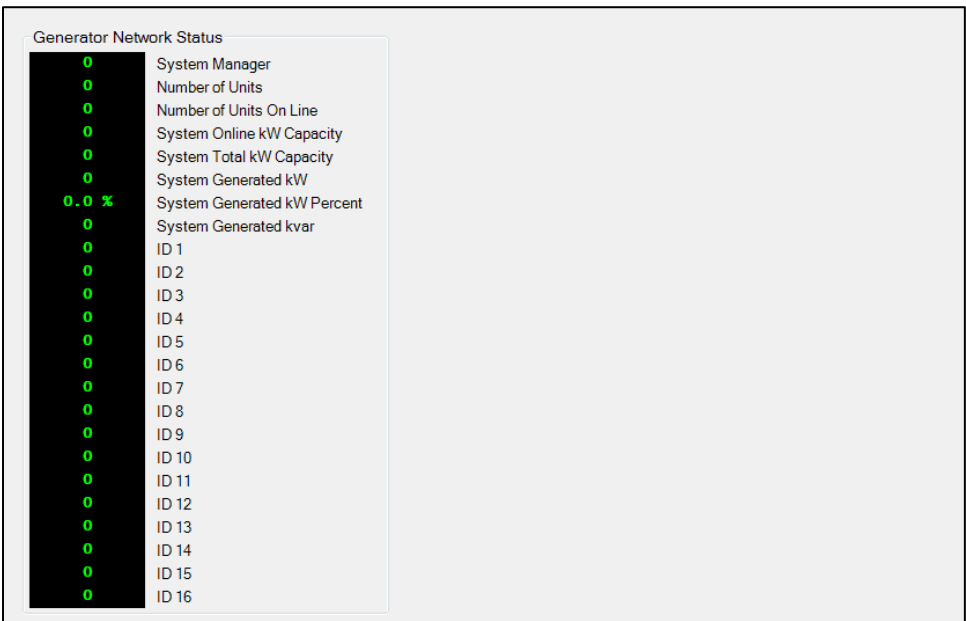 Generator Network Status
0 System Manager
0 Number of Units
0 Number of Units On Line
0 System Online kW Capacity
0 System Total kW Capacity
0 System Generated kW
0.0 % System Generated kW Percent
0 System Generated kvar
0 ID 1
0 ID 2
0 ID 3
0 ID 4
0 ID 5
0 ID 6
0 ID 7
0 ID 8
0 ID 9
0 ID 10
0 ID 11
0 ID 12
0 ID 13
0 ID 14
0 ID 15
0 ID 16